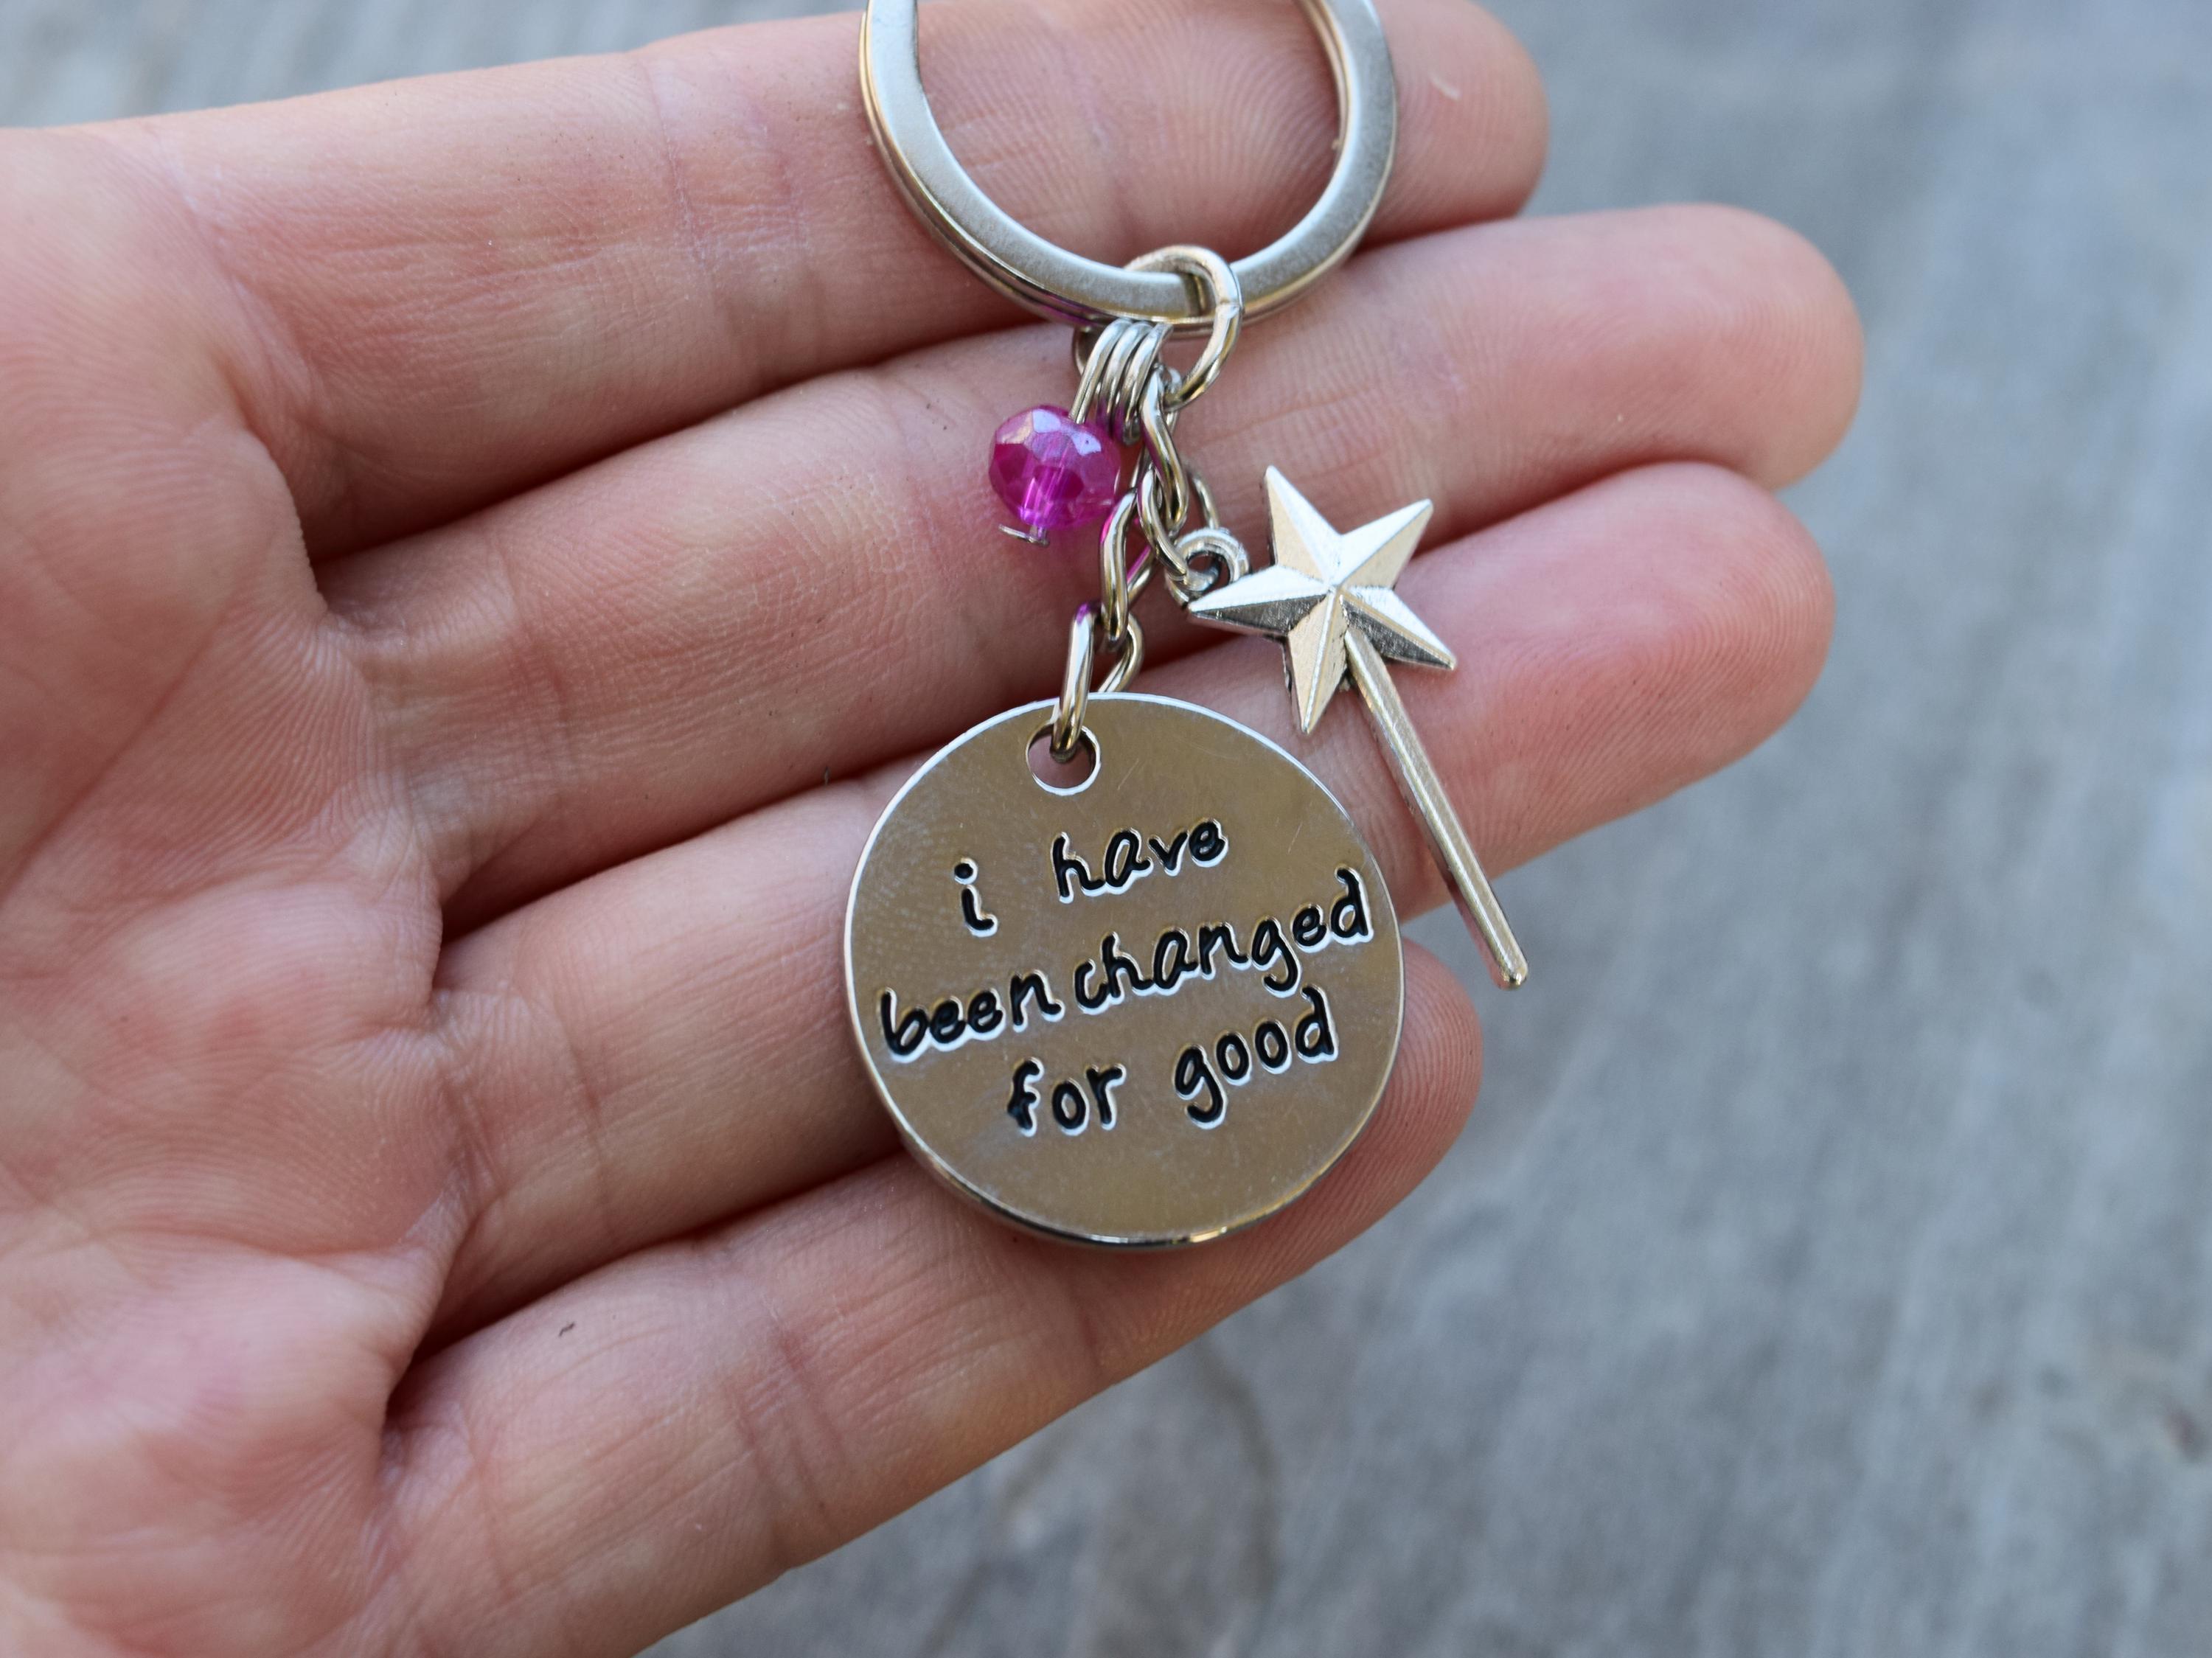 i have
been changed
for good